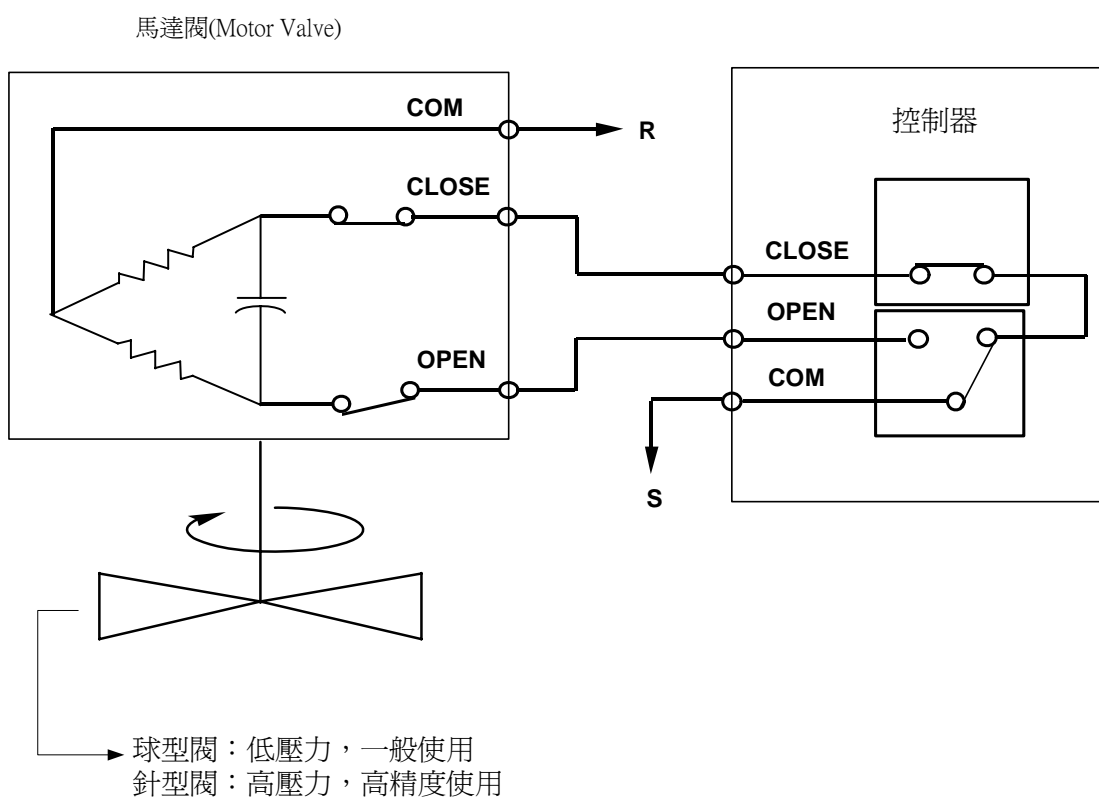 馬達閥(Motor Valve)
COM
R
控制器
CLOSE
CLOSE
OPEN
OPEN
COM
S
球型閥：低壓力，一般使用
針型閥：高壓力，高精度使用